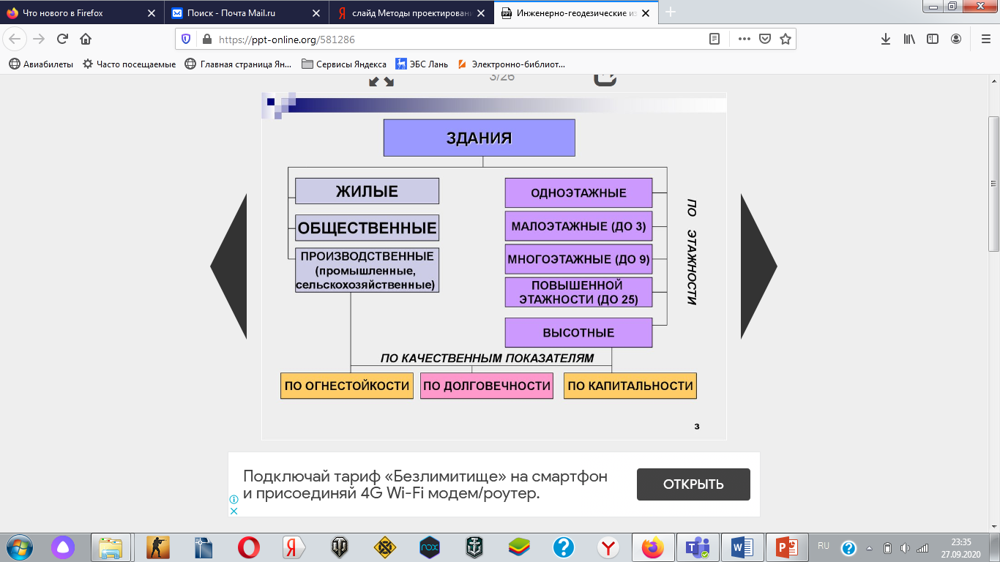 Что нового в Firefox
Поиск - Почта Mail.ru
слайд Методы проектировани
Инженерно-геодезические из
https://ppt-online.org/581286
Авиабилеты
Часто посещаемые
Главная страница Ян...
Сервисы Яндекса
ЭБС Лань
Электронно-библиот...
3/26
ЗДАНИЯ
ЖИЛЫЕ
ОБЩЕСТВЕННЫЕ
ПРОИЗВОДСТВЕННЫЕ
(промышленные,
сельскохозяйственные)
ОДНОЭТАЖНЫЕ
МАЛОЭТАЖНЫЕ (ДО 3)
МНОГОЭТАЖНЫЕ (ДО 9)
ПОВЫШЕННОЙ
ЭТАЖНОСТИ (ДО 25)
ВЫСОТНЫЕ
ПО ЭТАЖНОСТИ
ПО КАЧЕСТВЕННЫМ ПОКАЗАТЕЛЯМ
ПО ОГНЕСТОЙКОСТИ
ПО ДОЛГОВЕЧНОСТИ
ПО КАПИТАЛЬНОСТИ
3
Подключай тариф «Безлимитище» на смартфон
и присоединяй 4G Wi-Fi модем/роутер.
ОТКРЫТЬ
nox
RU
23:35
27.09.2020